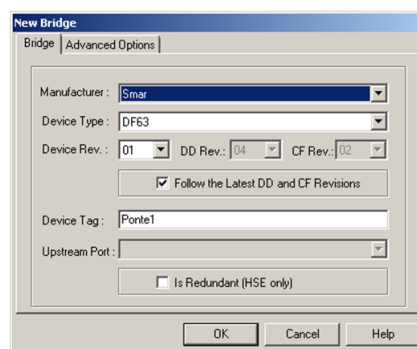 New Bridge
Bridge Advanced Options
Manufacturer : Smar
Device Type : DF63
Device Rev. : 01 DD Rev.: 04 CF Rev.: 02
Follow the Latest DD and CF Revisions
Device Tag : Ponte1
Upstream Port :
Is Redundant (HSE only)
OK Cancel Help